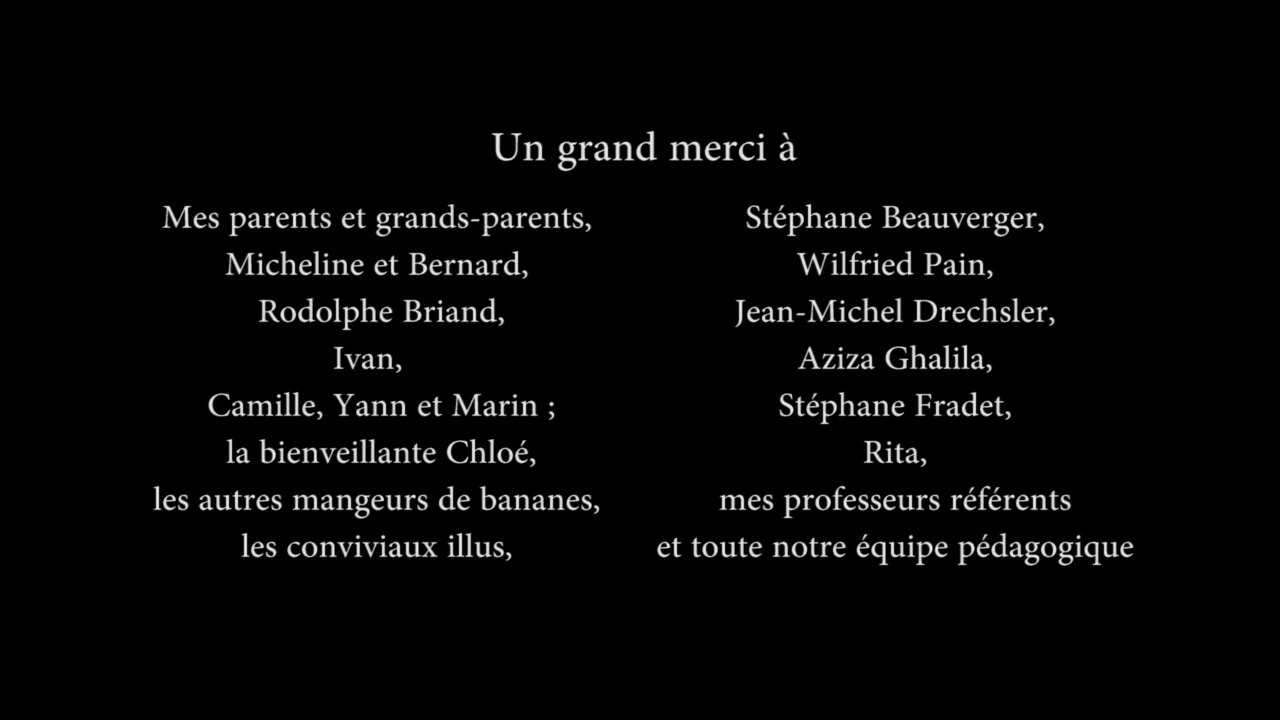 Un grand merci à
Mes parents et grands-parents,
Micheline et Bernard,
Rodolphe Briand,
Ivan,
Camille, Yann et Marin ;
la bienveillante Chloé,
les autres mangeurs de bananes,
les conviviaux illus,
Stéphane Beauverger,
Wilfried Pain,
Jean-Michel Drechsler,
Aziza Ghalila,
Stéphane Fradet,
Rita,
mes professeurs référents
et toute notre équipe pédagogique